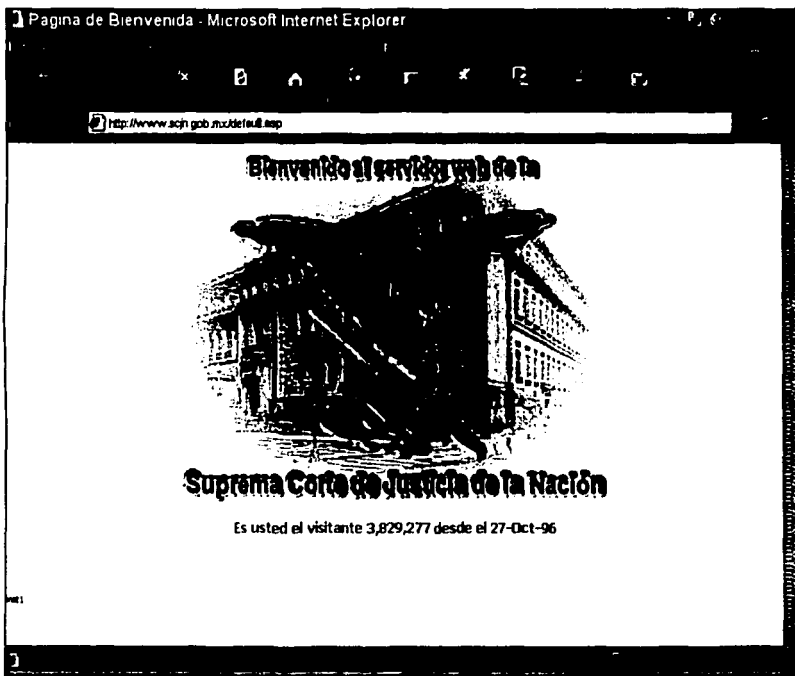 Pagina de Bienvenida - Microsoft Internet Explorer
http://www.scjn.gob.mx/default.asp
Bienvenido al servidor web de la
Suprema Corte de Justicia de la Nación
Es usted el visitante 3,829,277 desde el 27-Oct-96